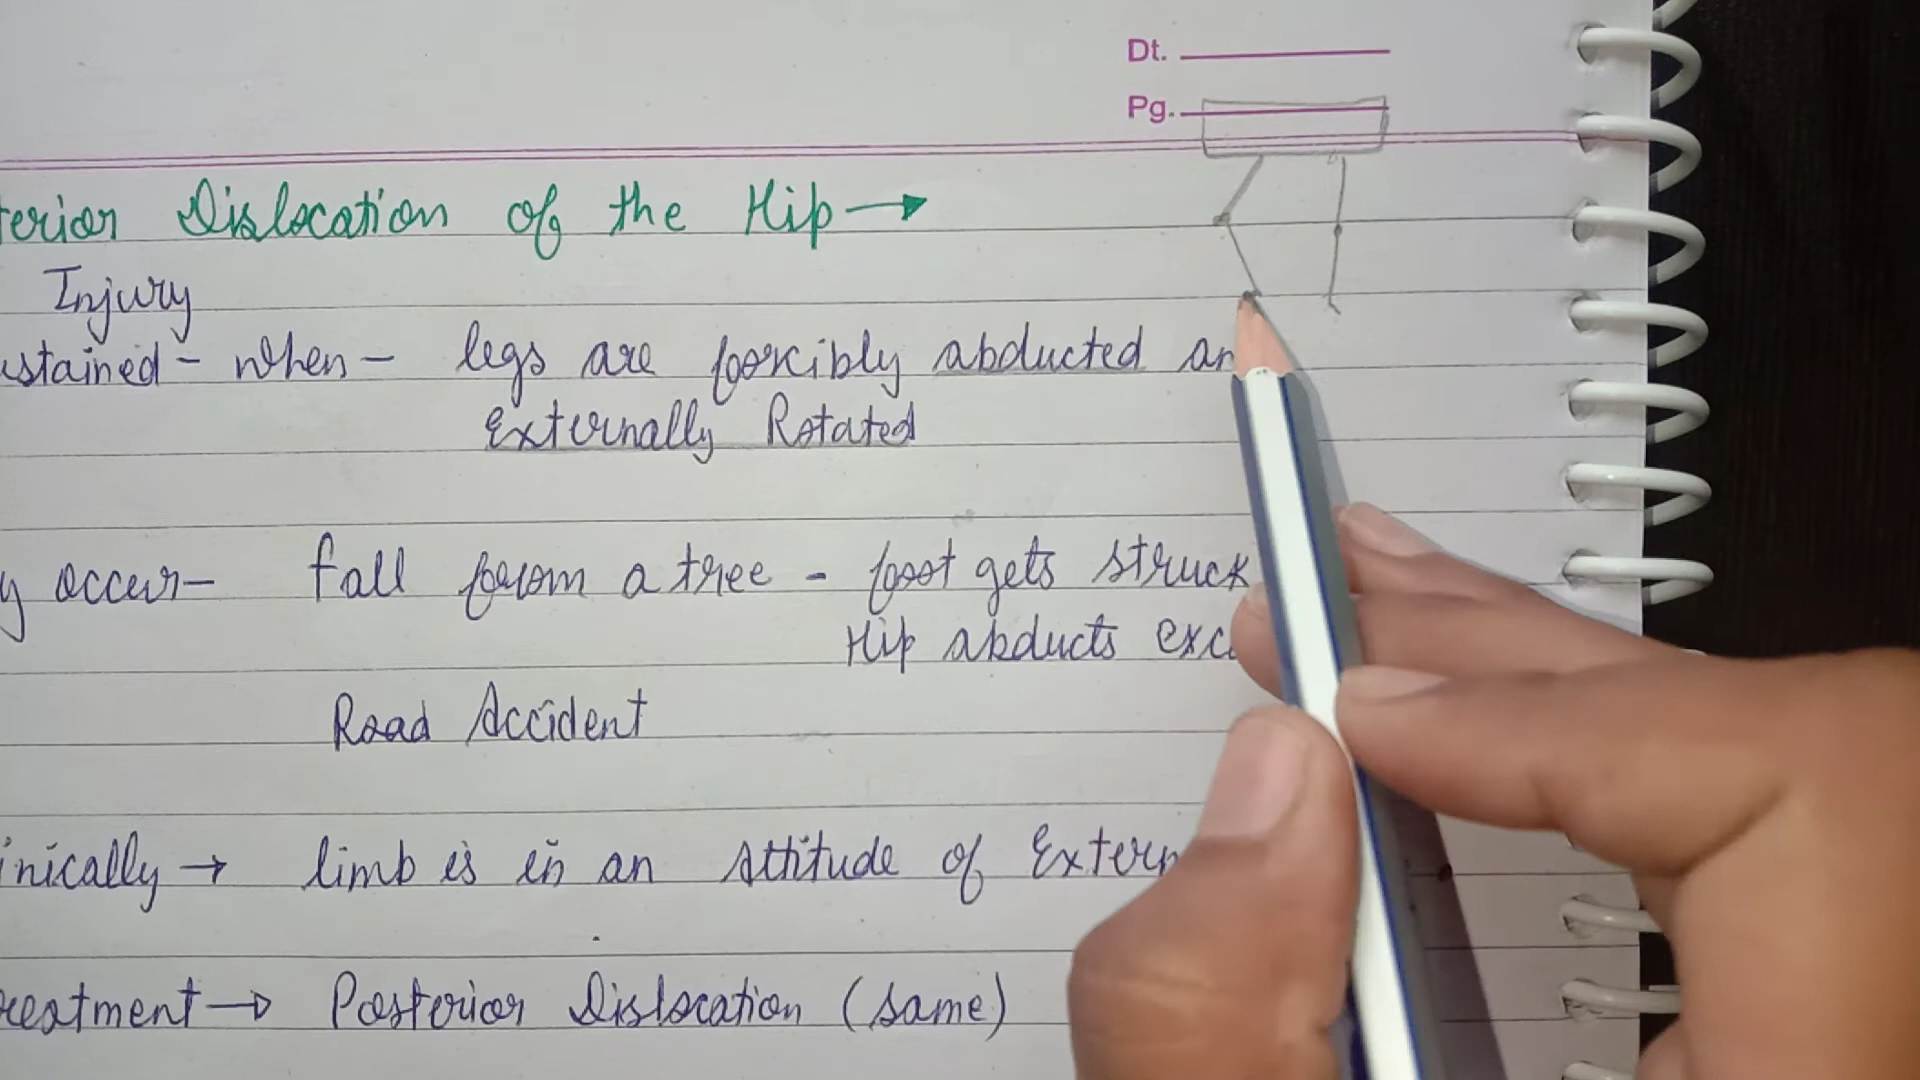 Dt.
Pg.
terior Dislocation of the Hip →
Injury
ustained - when - legs are forcibly abducted an
Externally Rotated
y occur - fall from a tree - foot gets struck
Hip abducts exc
Road Accident
inically → limb is in an Attitude of Extern
reatment → Posterior Dislocation (same)